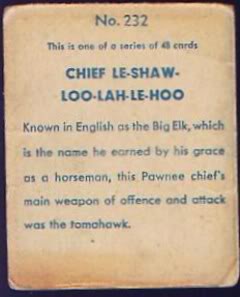 No. 232
This is one of a series of 48 cards
CHIEF LE-SHAW-
LOO-LAH-LE-HOO
Known in English as the Big Elk, which
is the name he earned by his grace
as a horseman, this Pawnee chief's
main weapon of offence and attack
was the tomahawk.